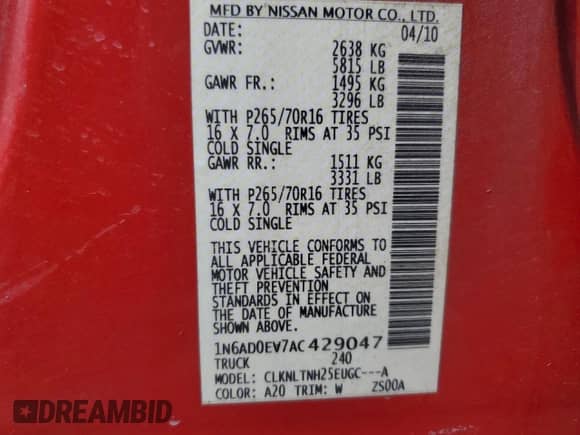 MFD BY NISSAN MOTOR CO., LTD.
DATE: 04/10
GVWR: 2638 KG
5815 LB
GAWR FR.: 1495 KG
3296 LB
WITH P265/70R16 TIRES
16 X 7.0 RIMS AT 35 PSI
COLD SINGLE
GAWR RR.: 1511 KG
3331 LB
WITH P265/70R16 TIRES
16 X 7.0 RIMS AT 35 PSI
COLD SINGLE
THIS VEHICLE CONFORMS TO
ALL APPLICABLE FEDERAL
MOTOR VEHICLE SAFETY AND
THEFT PREVENTION
STANDARDS IN EFFECT ON
THE DATE OF MANUFACTURE
SHOWN ABOVE.
1N6AD0EV7AC429047
TRUCK 240
MODEL: CLKNLTNH25EUGC---A
COLOR: A20 TRIM: W ZS00A
DREAMBID